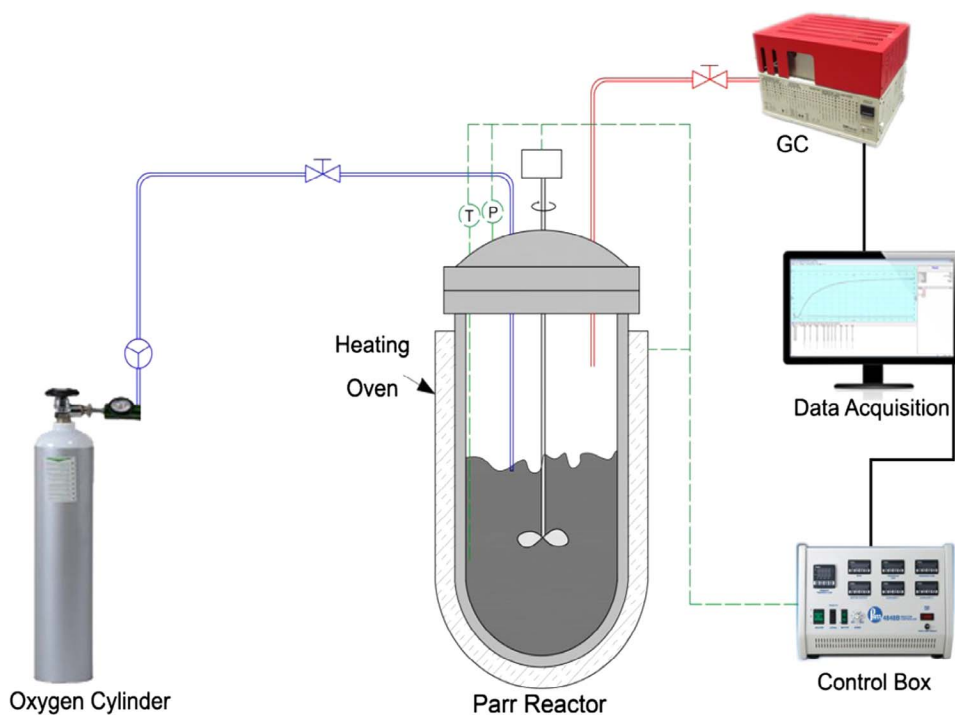 GC
T
P
Heating
Oven
Data Acquisition
Oxygen Cylinder
Parr Reactor
Control Box